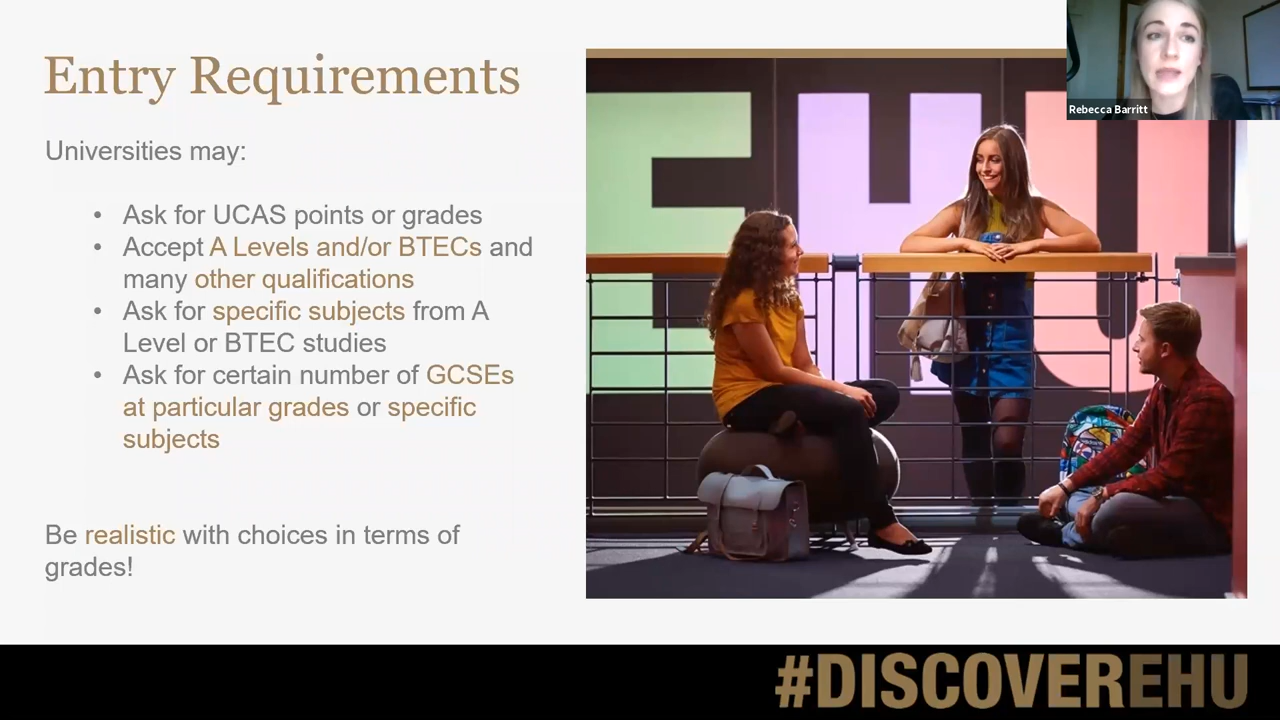 Entry Requirements
Rebecca Barritt
Universities may:
• Ask for UCAS points or grades
• Accept A Levels and/or BTECs and
many other qualifications
• Ask for specific subjects from A
Level or BTEC studies
• Ask for certain number of GCSEs
at particular grades or specific
subjects
Be realistic with choices in terms of
grades!
EHU
#DISCOVEREHU